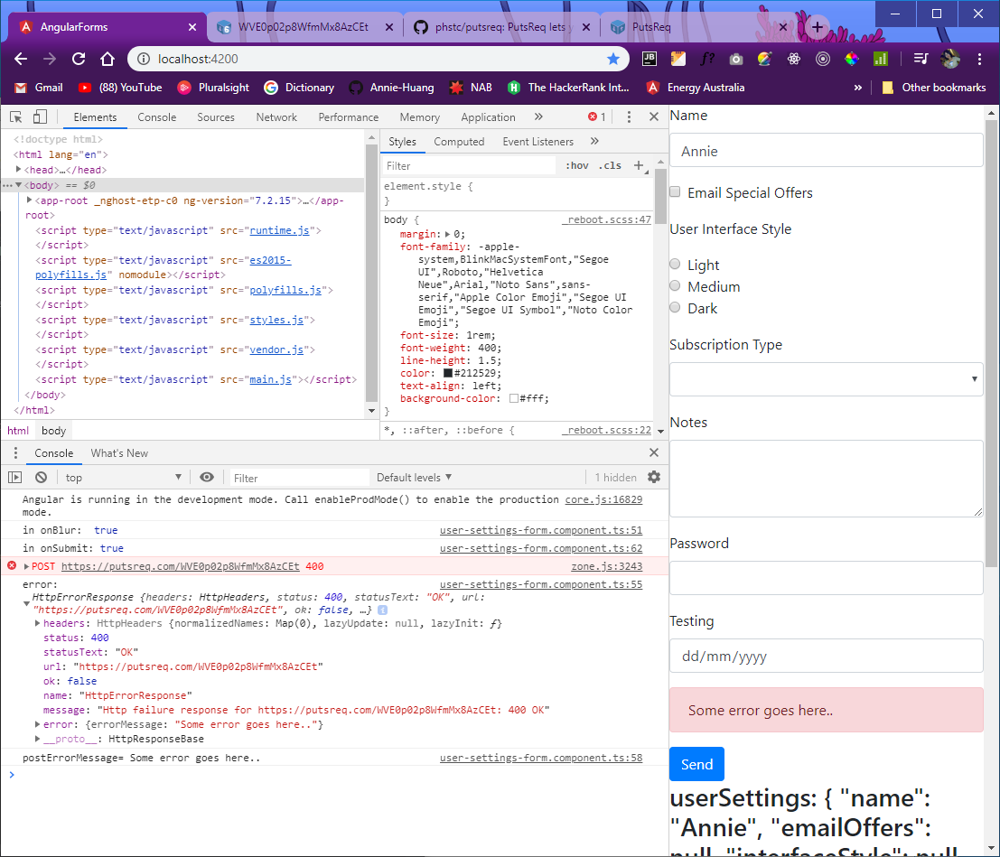 AngularForms
WVE0p02p8WfmMx8AzCEt
phstc/putsreq: PutsReq lets y
PutsReq
localhost:4200
JB
f?
Gmail
(88) YouTube
Pluralsight
Dictionary
Annie-Huang
NAB
The HackerRank Int...
Energy Australia
»
Other bookmarks
Elements
Console
Sources
Network
Performance
Memory
Application
»
1
<!doctype html>
<html lang="en">
<head>…</head>
<body> == $0
<app-root _nghost-etp-c0 ng-version="7.2.15">…</app-
root>
<script type="text/javascript" src="runtime.js">
</script>
<script type="text/javascript" src="es2015-
polyfills.js" nomodule></script>
<script type="text/javascript" src="polyfills.js">
</script>
<script type="text/javascript" src="styles.js">
</script>
<script type="text/javascript" src="vendor.js">
</script>
<script type="text/javascript" src="main.js"></script>
</body>
</html>
html body
Styles
Computed
Event Listeners
»
Filter
:hov .cls +
element.style {
}
body {
_reboot.scss:47
margin: 0;
font-family: -apple-
system,BlinkMacSystemFont,"Segoe
UI",Roboto,"Helvetica
Neue",Arial,"Noto Sans",sans-
serif,"Apple Color Emoji","Segoe UI
Emoji","Segoe UI Symbol","Noto Color
Emoji";
font-size: 1rem;
font-weight: 400;
line-height: 1.5;
color: #212529;
text-align: left;
background-color: #fff;
}
*, ::after, ::before {
_reboot.scss:22
Console
What's New
top
Filter
Default levels
1 hidden
Angular is running in the development mode. Call enableProdMode() to enable the production
mode.
core.js:16829
in onBlur: true
user-settings-form.component.ts:51
in onSubmit: true
user-settings-form.component.ts:62
POST https://putsreq.com/WVE0p02p8WfmMx8AzCEt 400
zone.js:3243
error:
user-settings-form.component.ts:55
HttpErrorResponse {headers: HttpHeaders, status: 400, statusText: "OK", url:
"https://putsreq.com/WVE0p02p8WfmMx8AzCEt", ok: false, …}
headers: HttpHeaders {normalizedNames: Map(0), lazyUpdate: null, lazyInit: ƒ}
status: 400
statusText: "OK"
url: "https://putsreq.com/WVE0p02p8WfmMx8AzCEt"
ok: false
name: "HttpErrorResponse"
message: "Http failure response for https://putsreq.com/WVE0p02p8WfmMx8AzCEt: 400 OK"
error: {errorMessage: "Some error goes here.."}
__proto__: HttpResponseBase
postErrorMessage= Some error goes here..
user-settings-form.component.ts:58
Name
Annie
Email Special Offers
User Interface Style
Light
Medium
Dark
Subscription Type
Notes
Password
Testing
dd/mm/yyyy
Some error goes here..
Send
userSettings: { "name":
"Annie", "emailOffers":
null, "interfaceStyle": null,